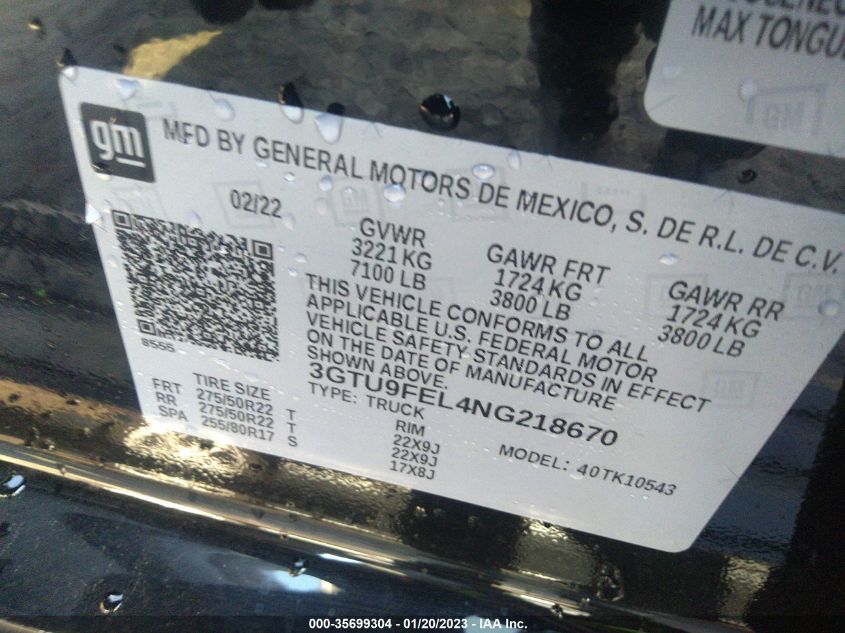 MAX TONGUE
gm
MFD BY GENERAL MOTORS DE MEXICO, S. DE R.L. DE C.V.
02/22
GVWR
3221 KG
7100 LB
GAWR FRT
1724 KG
3800 LB
GAWR RR
1724 KG
3800 LB
THIS VEHICLE CONFORMS TO ALL
APPLICABLE U.S. FEDERAL MOTOR
VEHICLE SAFETY STANDARDS IN EFFECT
ON THE DATE OF MANUFACTURE
SHOWN ABOVE.
8555
3GTU9FEL4NG218670
TYPE: TRUCK
MODEL: 40TK10543
TIRE SIZE RIM
FRT 275/50R22 T 22X9J
RR 275/50R22 T 22X9J
SPA 255/80R17 S 17X8J
000-35699304 - 01/20/2023 - IAA Inc.